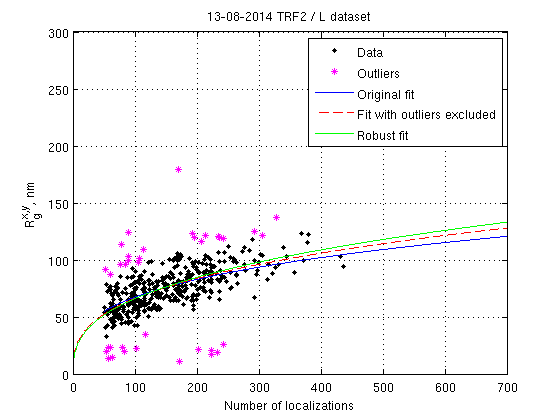 13-08-2014 TRF2 / L dataset
300
250
200
150
100
50
0
R_g^{x,y}, nm
Data
Outliers
Original fit
Fit with outliers excluded
Robust fit
0 100 200 300 400 500 600 700
Number of localizations